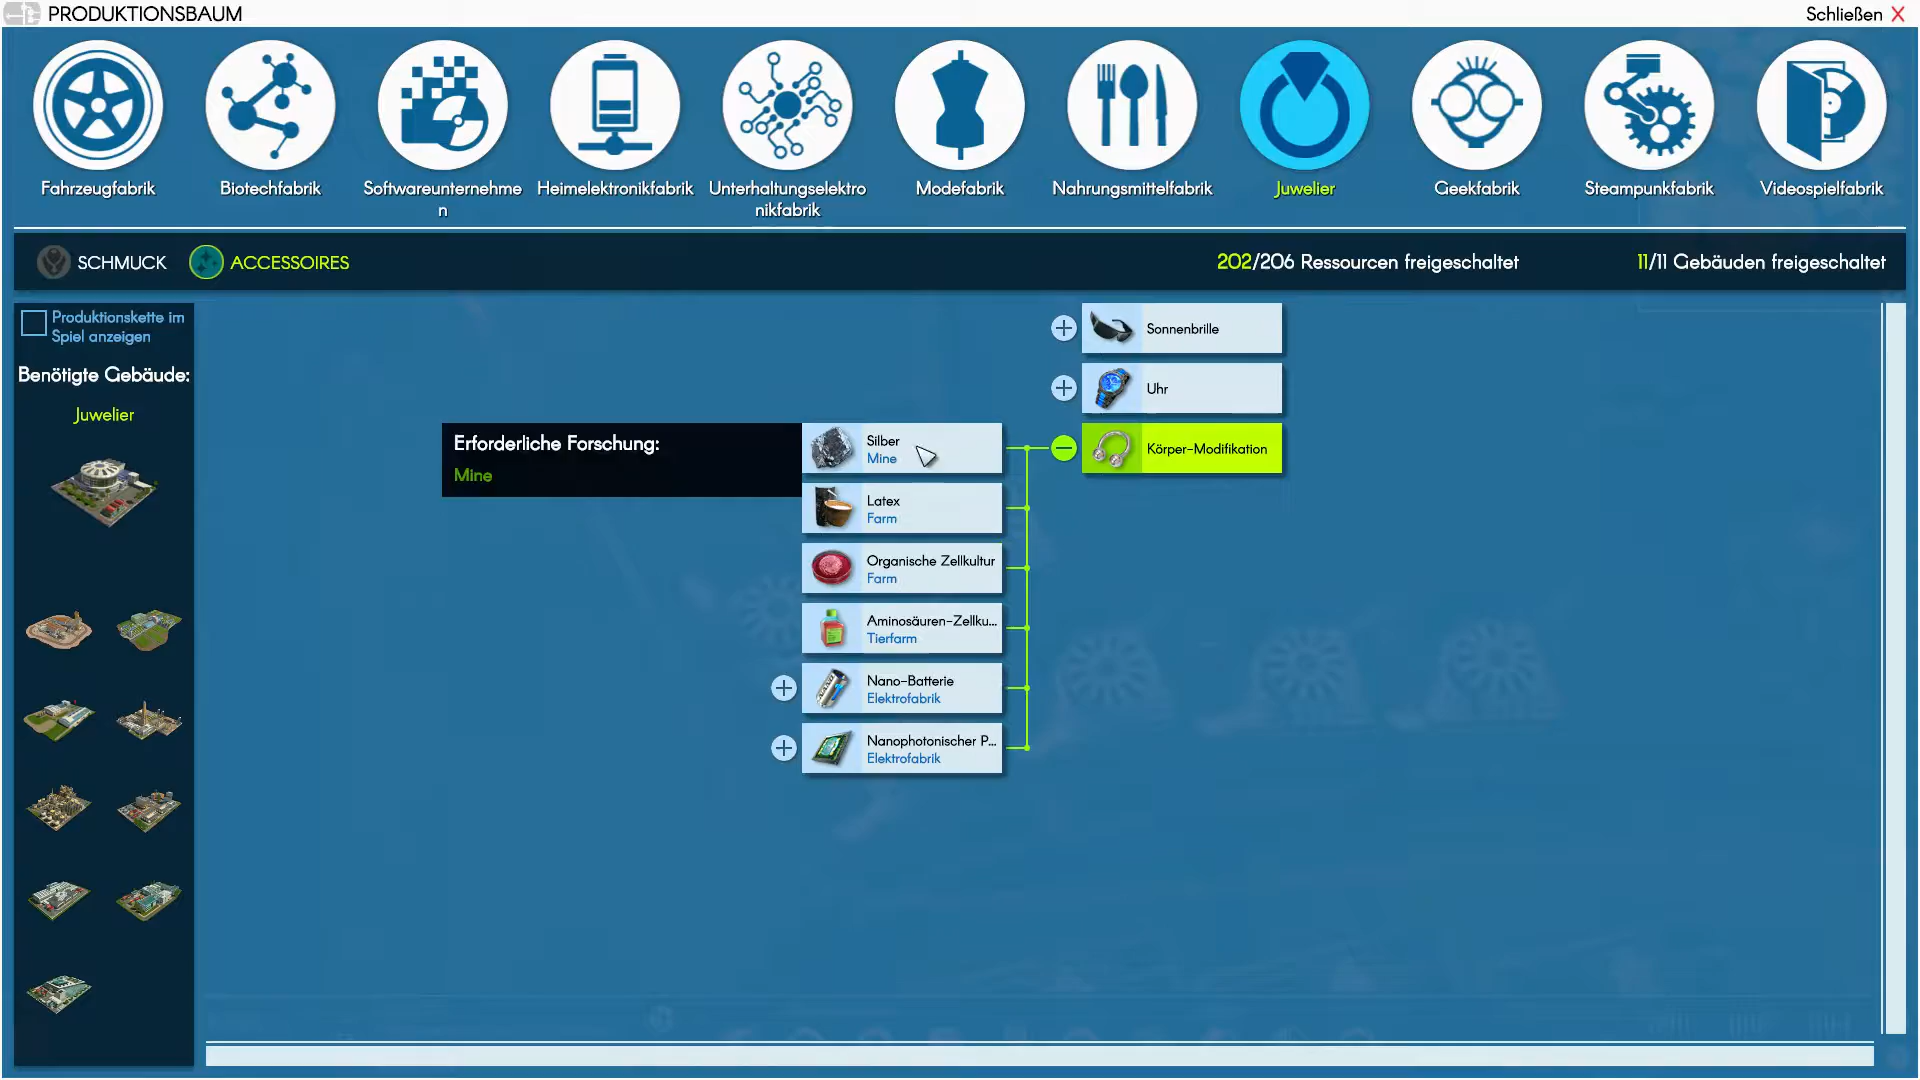 PRODUKTIONSBAUM
Schließen X
Fahrzeugfabrik
Biotechfabrik
Softwareunternehme
n
Heimelektronikfabrik
Unterhaltungselektro
nikfabrik
Modefabrik
Nahrungsmittelfabrik
Juwelier
Geekfabrik
Steampunkfabrik
Videospielfabrik
SCHMUCK
ACCESSOIRES
202/206 Ressourcen freigeschaltet
11/11 Gebäuden freigeschaltet
Produktionskette im
Spiel anzeigen
Benötigte Gebäude:
Juwelier
Sonnenbrille
Uhr
Körper-Modifikation
Erforderliche Forschung:
Mine
Silber
Mine
Latex
Farm
Organische Zellkultur
Farm
Aminosäuren-Zellku...
Tierfarm
Nano-Batterie
Elektrofabrik
Nanophotonischer P...
Elektrofabrik